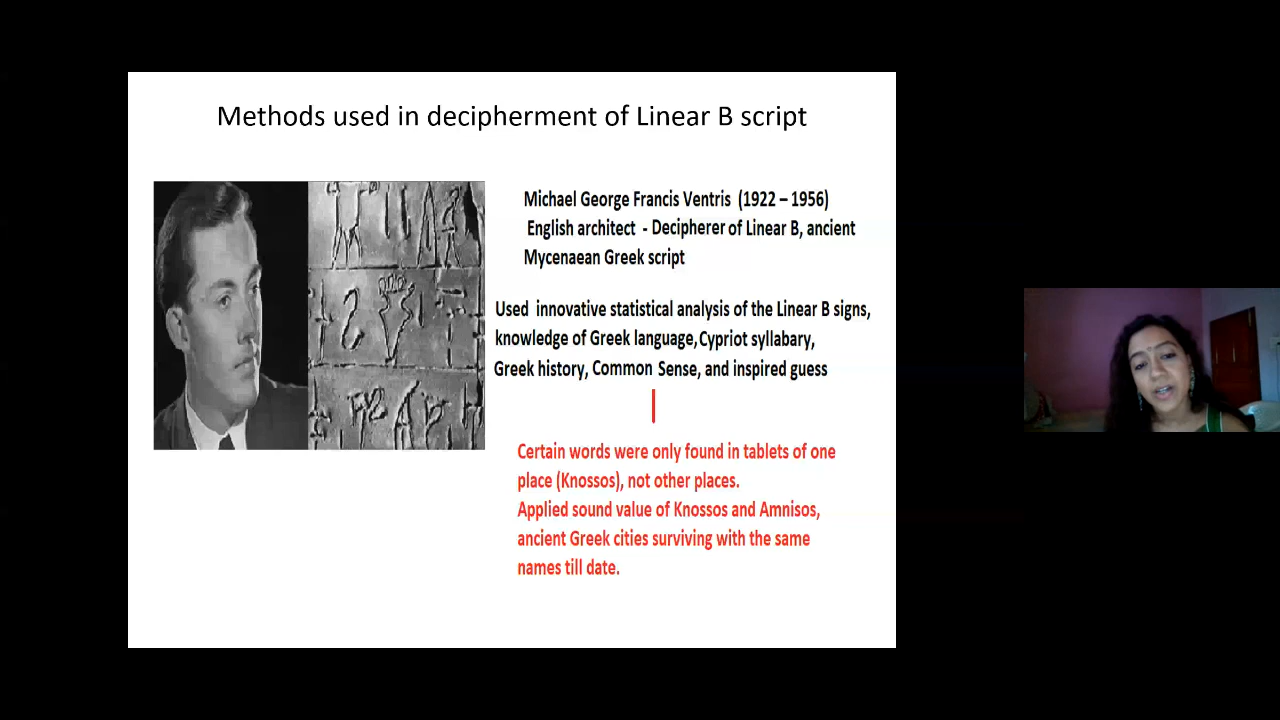 Methods used in decipherment of Linear B script
Michael George Francis Ventris (1922 – 1956)
English architect - Decipherer of Linear B, ancient
Mycenaean Greek script
Used innovative statistical analysis of the Linear B signs,
knowledge of Greek language, Cypriot syllabary,
Greek history, Common Sense, and inspired guess
Certain words were only found in tablets of one
place (Knossos), not other places.
Applied sound value of Knossos and Amnisos,
ancient Greek cities surviving with the same
names till date.